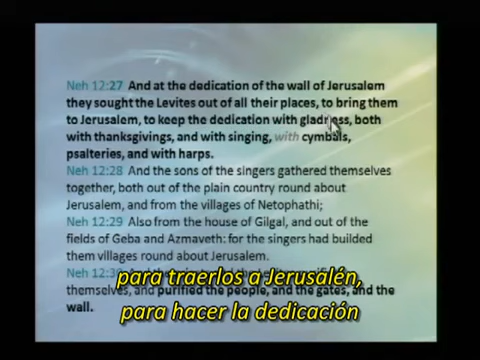 Neh 12:27 And at the dedication of the wall of Jerusalem
they sought the Levites out of all their places, to bring them
to Jerusalem, to keep the dedication with gladness, both
with thanksgivings, and with singing, with cymbals,
psalteries, and with harps.
Neh 12:28 And the sons of the singers gathered themselves
together, both out of the plain country round about
Jerusalem, and from the villages of Netophathi;
Neh 12:29 Also from the house of Gilgal, and out of the
fields of Geba and Azmaveth: for the singers had builded
them villages round about Jerusalem.
Neh 12:30 And the
themselves, and purified the people, and the gates, and the
wall.
para traerlos a Jerusalén,
para hacer la dedicación